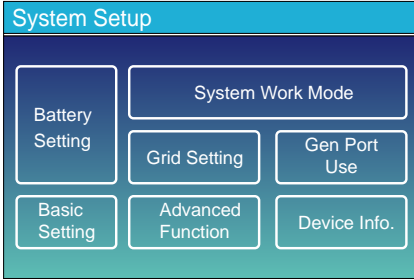 System Setup
Battery
Setting
System Work Mode
Grid Setting
Gen Port
Use
Basic
Setting
Advanced
Function
Device Info.